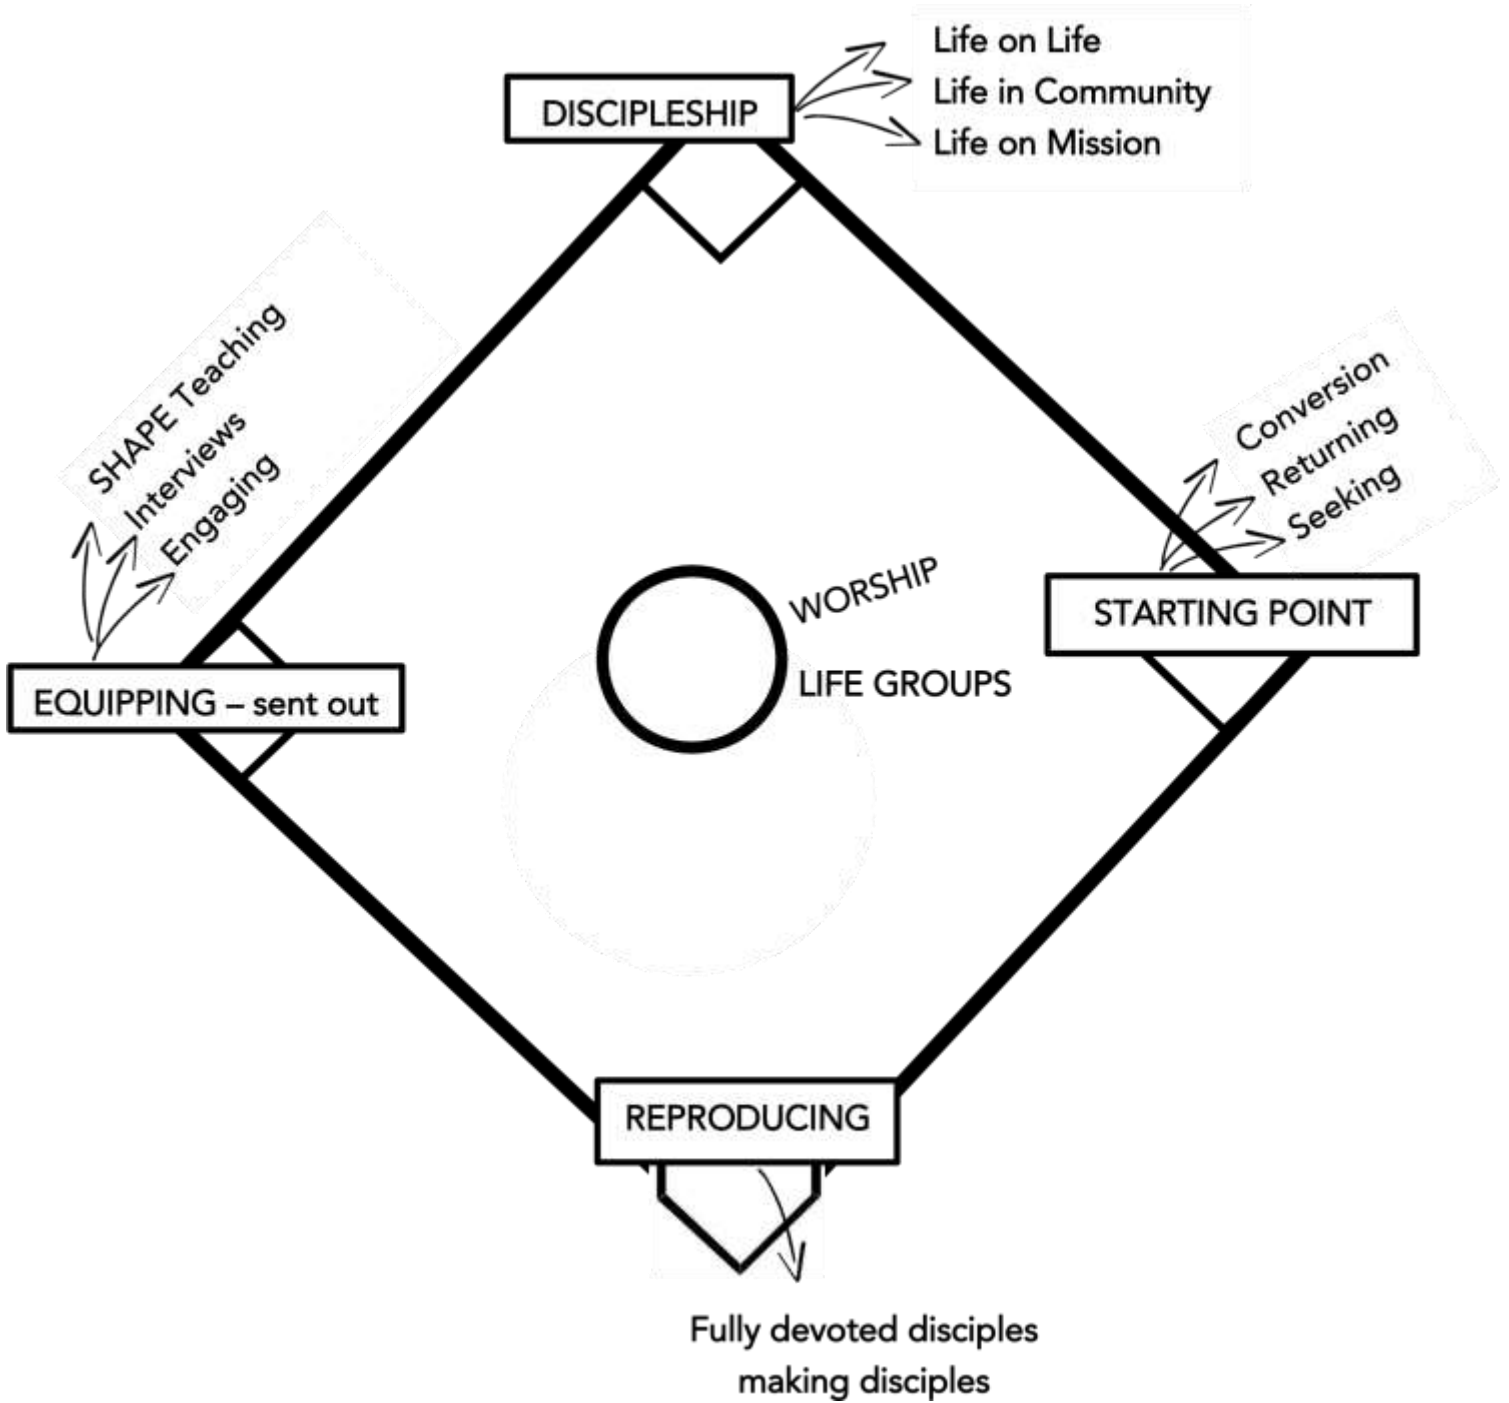 Life on Life
Life in Community
Life on Mission
DISCIPLESHIP
SHAPE Teaching
Interviews
Engaging
Conversion
Returning
Seeking
WORSHIP
LIFE GROUPS
STARTING POINT
EQUIPPING – sent out
REPRODUCING
Fully devoted disciples
making disciples